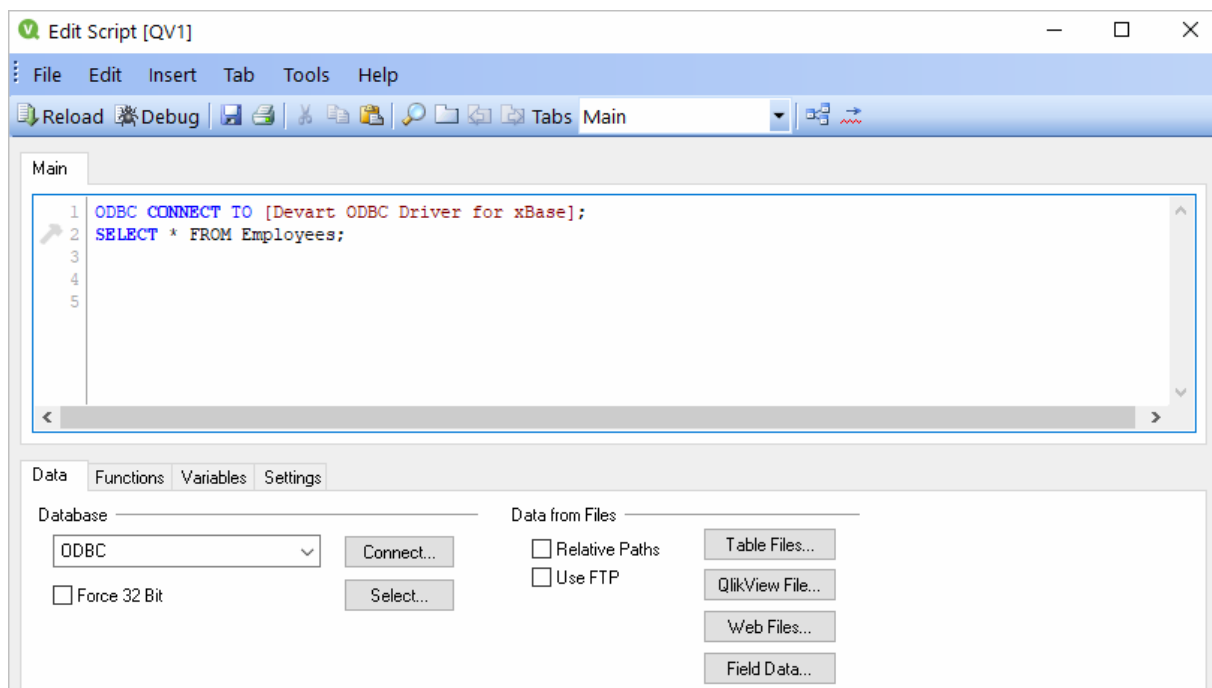 Edit Script [QV1]
File Edit Insert Tab Tools Help
Reload Debug Tabs Main
Main
1 ODBC CONNECT TO [Devart ODBC Driver for xBase];
2 SELECT * FROM Employees;
3
4
5
Data Functions Variables Settings
Database Data from Files
ODBC Connect... Relative Paths Table Files...
Use FTP QlikView File...
Force 32 Bit Select...
Web Files...
Field Data...